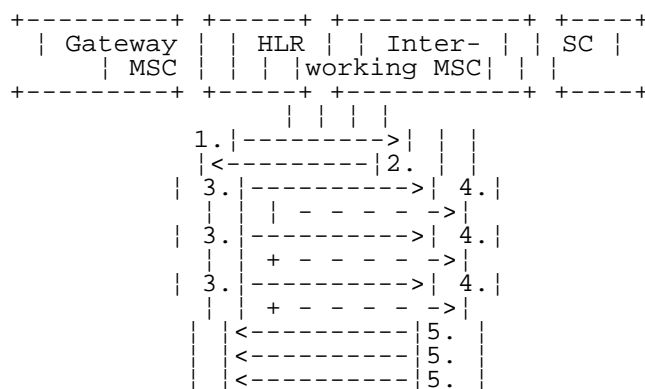 +---------+ +-----+ +-----------+ +----+
¦ Gateway ¦ ¦ HLR ¦ ¦ Inter- ¦ ¦ SC ¦
¦ MSC ¦ ¦ ¦ ¦working MSC¦ ¦ ¦
+---------+ +-----+ +-----------+ +----+
¦ ¦ ¦ ¦
1.¦--------->¦ ¦ ¦
¦<---------¦2. ¦ ¦
¦ 3.¦---------->¦ 4.¦
¦ ¦ ¦ - - - - ->¦
¦ 3.¦---------->¦ 4.¦
¦ ¦ + - - - - ->¦
¦ 3.¦---------->¦ 4.¦
¦ ¦ + - - - - ->¦
¦ ¦<----------¦5. ¦
¦ ¦<----------¦5. ¦
¦ ¦<----------¦5. ¦